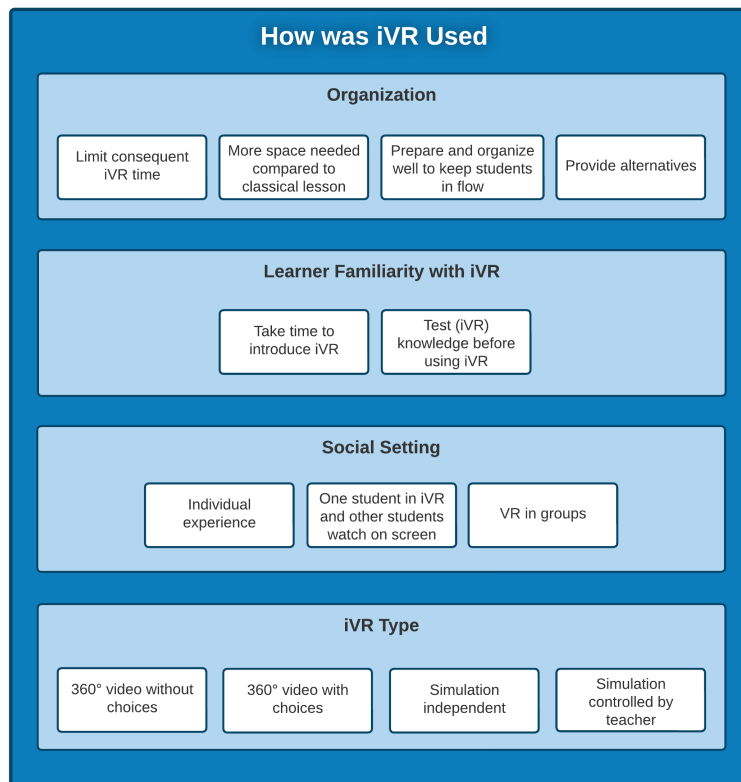 How was iVR Used
Organization
Limit consequent
iVR time
More space needed
compared to
classical lesson
Prepare and organize
well to keep students
in flow
Provide alternatives
Learner Familiarity with iVR
Take time to
introduce iVR
Test (iVR)
knowledge before
using iVR
Social Setting
Individual
experience
One student in iVR
and other students
watch on screen
VR in groups
iVR Type
360° video without
choices
360° video with
choices
Simulation
independent
Simulation
controlled by
teacher